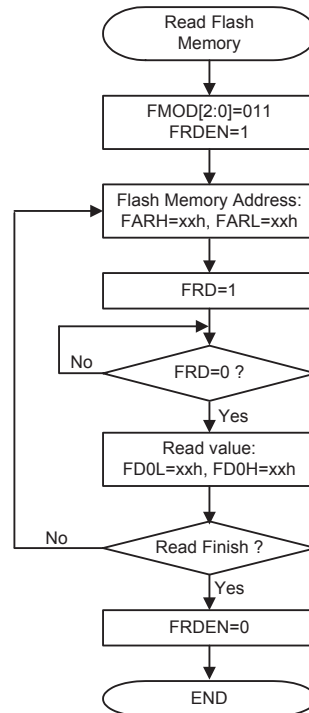 Read Flash
Memory
FMOD[2:0]=011
FRDEN=1
Flash Memory Address:
FARH=xxh, FARL=xxh
FRD=1
No
FRD=0 ?
Yes
Read value:
FD0L=xxh, FD0H=xxh
No
Read Finish ?
Yes
FRDEN=0
END